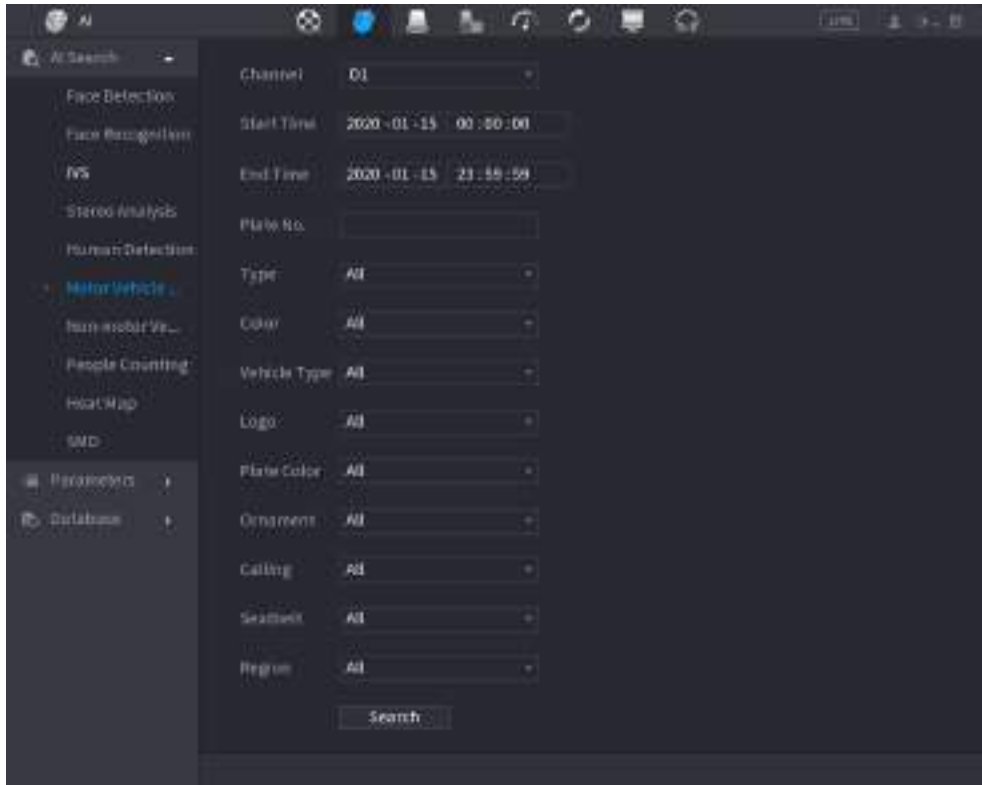 AI
LIVE
AI Search
Face Detection
Face Recognition
IVS
Stereo Analysis
Human Detection
Motor Vehicle ...
Non-motor Ve...
People Counting
Heat Map
SMD
Parameters
Database
Channel D1
Start Time 2020 -01 -15 00 :00 :00
End Time 2020 -01 -15 23 :59 :59
Plate No.
Type All
Color All
Vehicle Type All
Logo All
Plate Color All
Ornament All
Calling All
Seatbelt All
Region All
Search